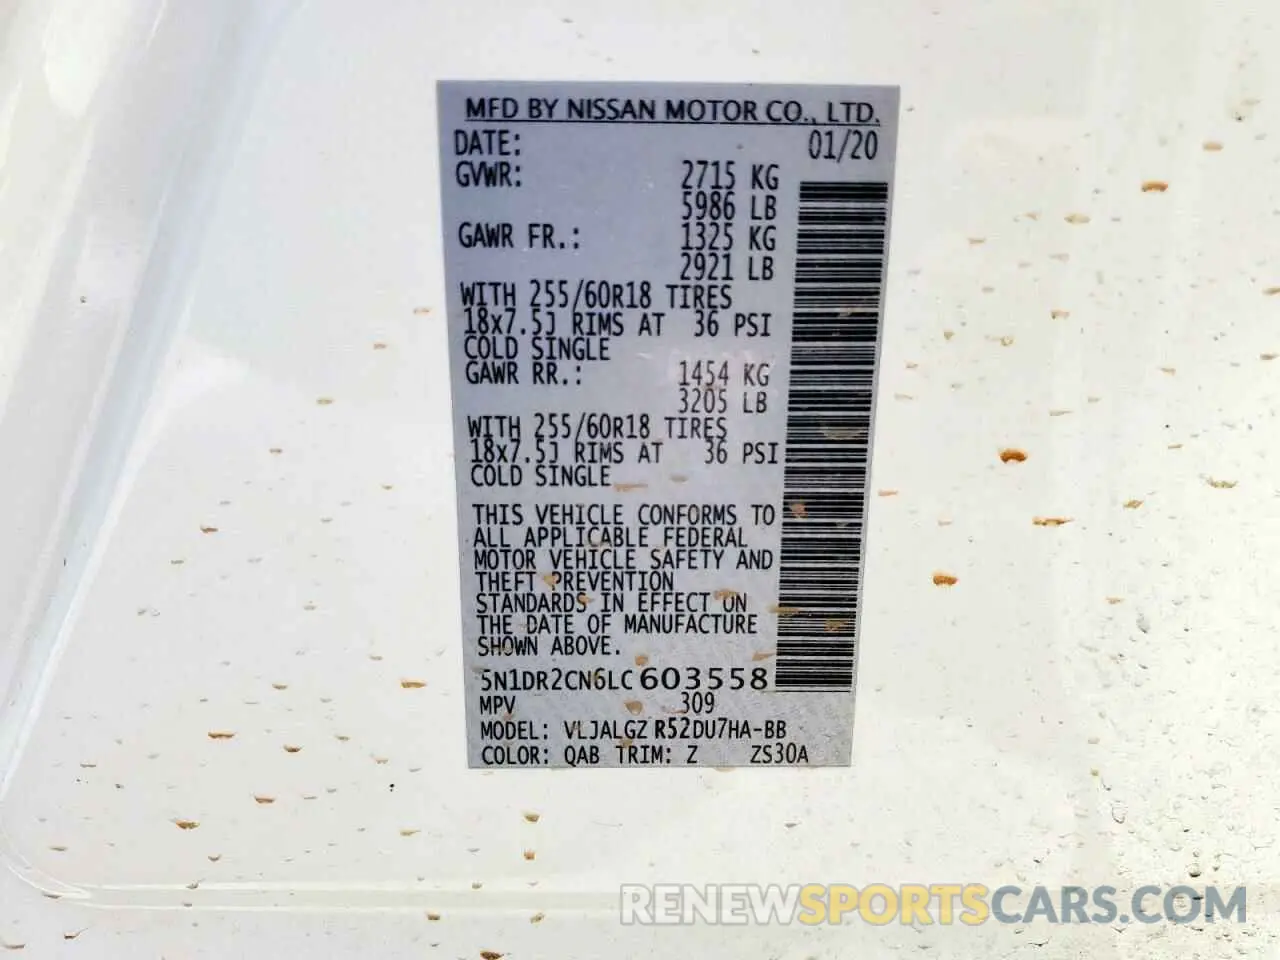 MFD BY NISSAN MOTOR CO., LTD.
DATE: 01/20
GVWR: 2715 KG
5986 LB
GAWR FR.: 1325 KG
2921 LB
WITH 255/60R18 TIRES
18x7.5J RIMS AT 36 PSI
COLD SINGLE
GAWR RR.: 1454 KG
3205 LB
WITH 255/60R18 TIRES
18x7.5J RIMS AT 36 PSI
COLD SINGLE
THIS VEHICLE CONFORMS TO
ALL APPLICABLE FEDERAL
MOTOR VEHICLE SAFETY AND
THEFT PREVENTION
STANDARDS IN EFFECT ON
THE DATE OF MANUFACTURE
SHOWN ABOVE.
5N1DR2CN6LC603558
MPV 309
MODEL: VLJALGZ R52DU7HA-BB
COLOR: QAB TRIM: Z ZS30A
RENEWSPORTSCARS.COM